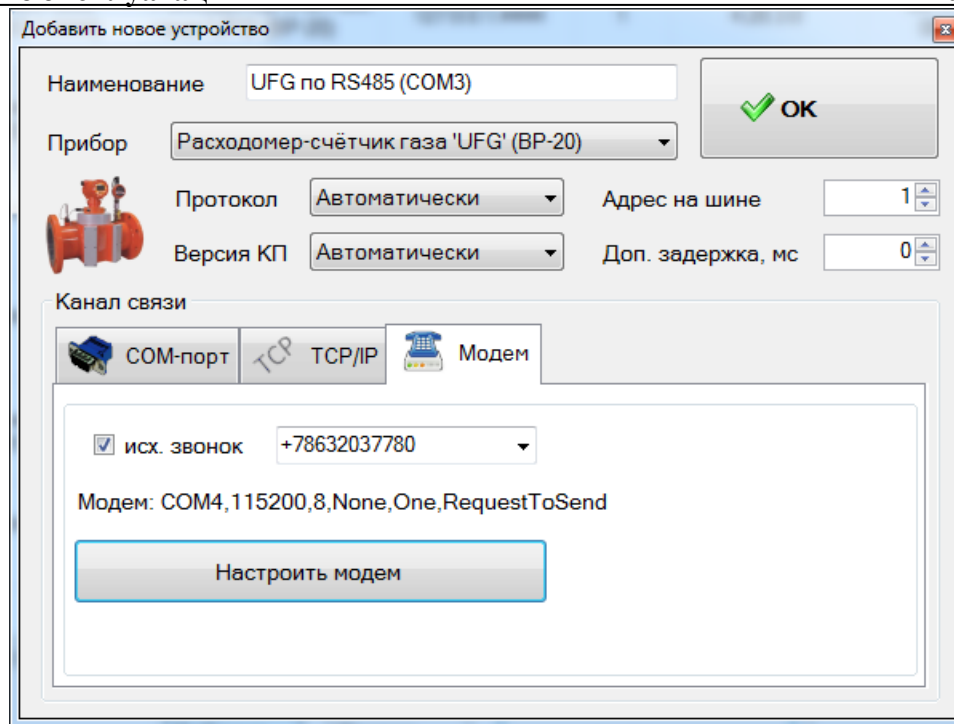 Добавить новое устройство
Наименование UFG по RS485 (COM3)
OK
Прибор Расходомер-счётчик газа 'UFG' (ВР-20)
Протокол Автоматически Адрес на шине 1
Версия КП Автоматически Доп. задержка, мс 0
Канал связи
COM-порт TCP TCP/IP Модем
исх. звонок +78632037780
Модем: COM4,115200,8,None,One,RequestToSend
Настроить модем